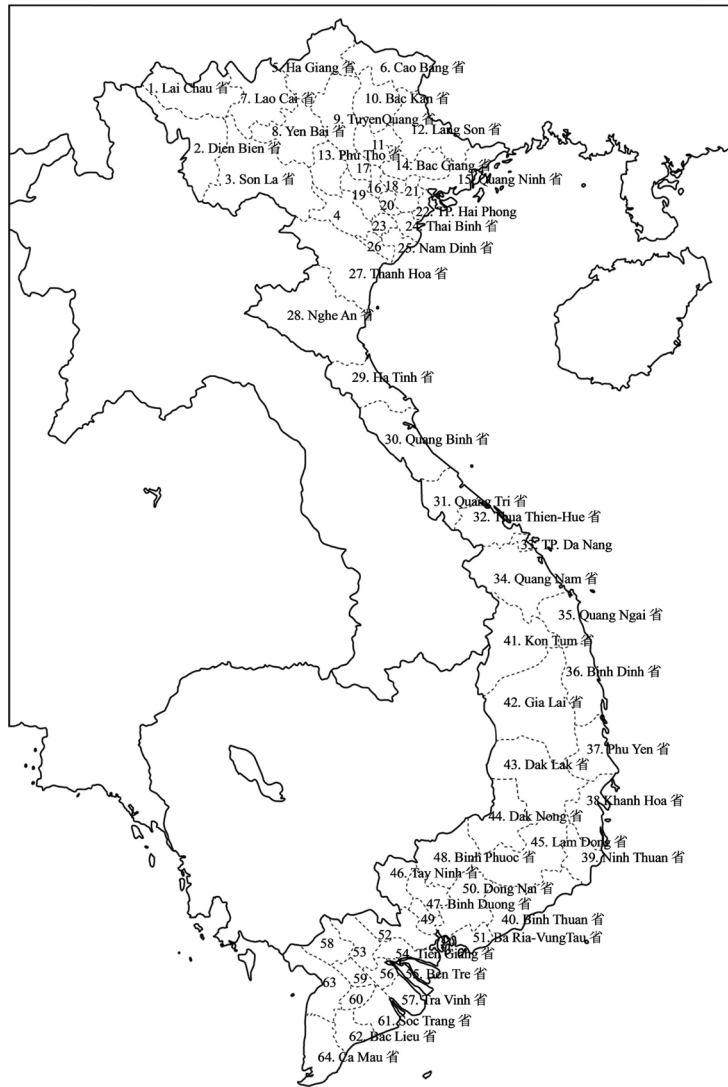 5. Ha Giang 省
6. Cao Bang 省
1. Lai Chau 省
7. Lao Cai 省
10. Bac Kan 省
9. TuyenQuang 省
8. Yen Bai 省
12. Lang Son 省
11
2. Dien Bien 省
13. Phu Tho 省
14. Bac Giang 省
17
3. Son La 省
15. Quang Ninh 省
16
18
21
19
20
4
22. TP. Hai Phong
23
24. Thai Binh 省
26
25. Nam Dinh 省
27. Thanh Hoa 省
28. Nghe An 省
29. Ha Tinh 省
30. Quang Binh 省
31. Quang Tri 省
32. Thua Thien-Hue 省
33. TP. Da Nang
34. Quang Nam 省
35. Quang Ngai 省
41. Kon Tum 省
36. Binh Dinh 省
42. Gia Lai 省
37. Phu Yen 省
43. Dak Lak 省
38 Khanh Hoa 省
44. Dak Nong 省
45. Lam Dong 省
48. Binh Phuoc 省
39. Ninh Thuan 省
46. Tay Ninh 省
50. Dong Nai 省
47. Binh Duong 省
49
40. Binh Thuan 省
52
51. Ba Ria-VungTau 省
58
53
54. Tien Giang 省
56
55. Ben Tre 省
63
59
60
57. Tra Vinh 省
61. Soc Trang 省
62. Bac Lieu 省
64. Ca Mau 省